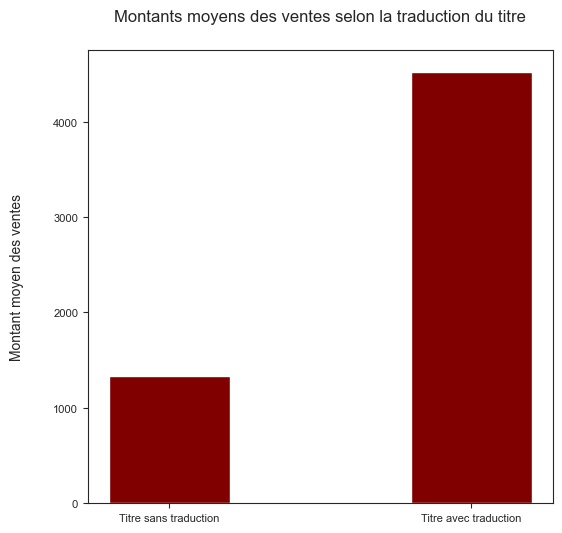 Montants moyens des ventes selon la traduction du titre
Montant moyen des ventes
4000
3000
2000
1000
0
Titre sans traduction
Titre avec traduction